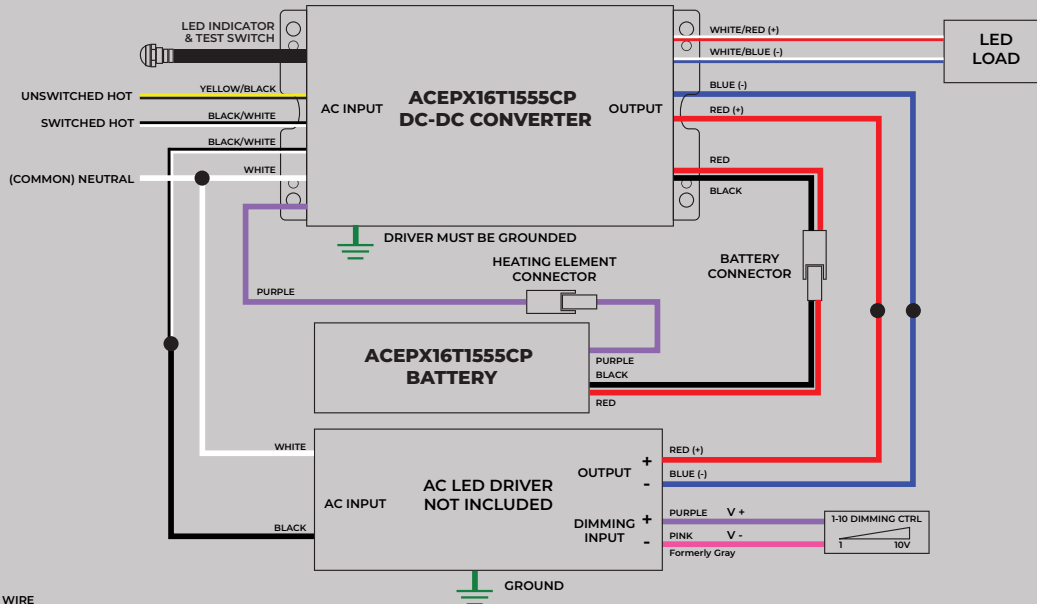 LED INDICATOR
& TEST SWITCH
UNSWITCHED HOT
YELLOW/BLACK
SWITCHED HOT
BLACK/WHITE
BLACK/WHITE
(COMMON) NEUTRAL
WHITE
AC INPUT
ACEPX16T1555CP
DC-DC CONVERTER
OUTPUT
WHITE/RED (+)
WHITE/BLUE (-)
LED
LOAD
BLUE (-)
RED (+)
RED
BLACK
DRIVER MUST BE GROUNDED
HEATING ELEMENT
CONNECTOR
BATTERY
CONNECTOR
PURPLE
ACEPX16T1555CP
BATTERY
PURPLE
BLACK
RED
WHITE
AC INPUT
BLACK
AC LED DRIVER
NOT INCLUDED
OUTPUT
+
-
RED (+)
BLUE (-)
DIMMING
INPUT
+
-
PURPLE V +
PINK V -
Formerly Gray
1-10 DIMMING CTRL
1 10V
GROUND
WIRE